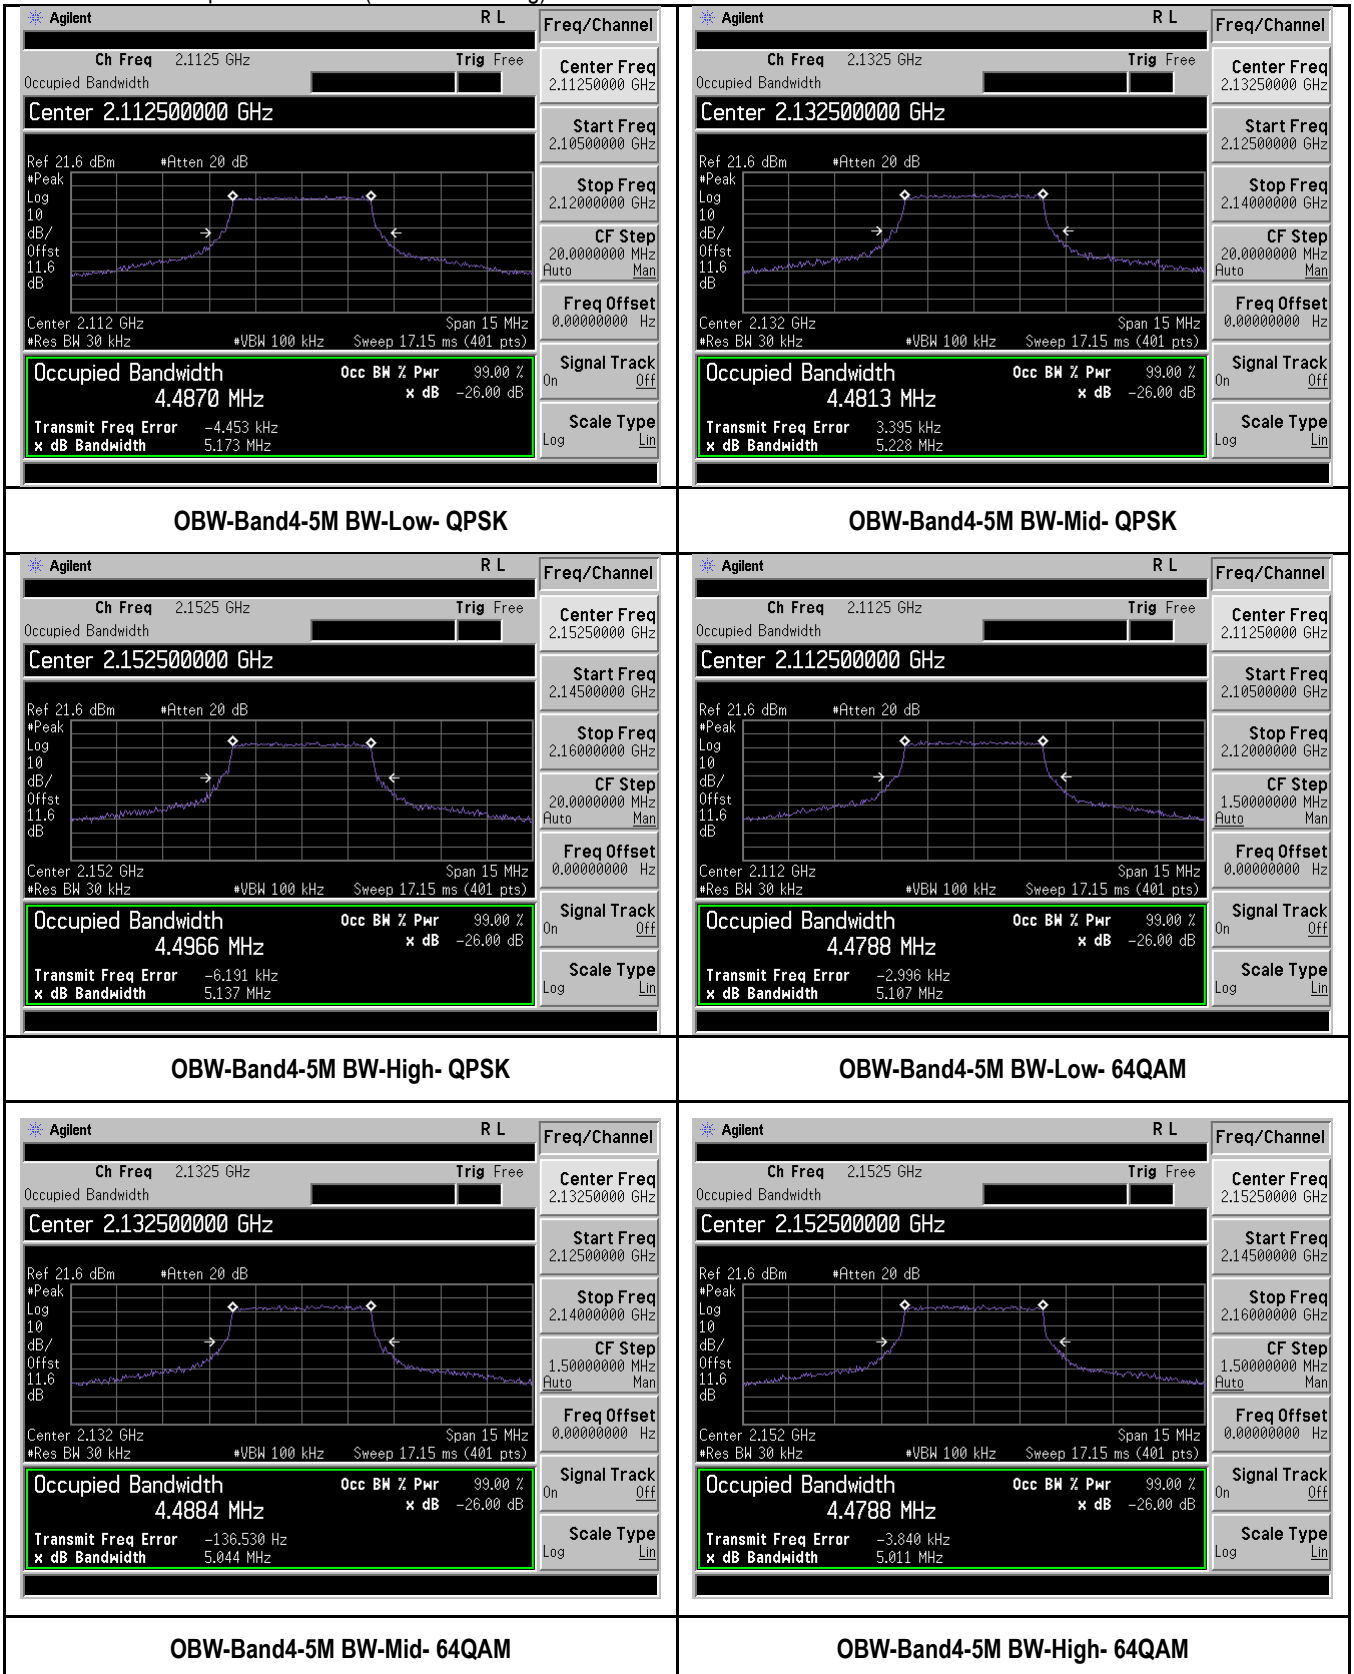 Agilent R L Freq/Channel
Ch Freq 2.1125 GHz Trig Free
Occupied Bandwidth
Center Freq
2.11250000 GHz
Center 2.112500000 GHz
Start Freq
2.10500000 GHz
Ref 21.6 dBm #Atten 20 dB
#Peak
Log
10
dB/
Offst
11.6
dB
Stop Freq
2.12000000 GHz
CF Step
20.0000000 MHz
Auto Man
Freq Offset
0.00000000 Hz
Center 2.112 GHz Span 15 MHz
#Res BW 30 kHz #VBW 100 kHz Sweep 17.15 ms (401 pts)
Signal Track
On Off
Occupied Bandwidth Occ BW % Pwr 99.00 %
4.4870 MHz x dB -26.00 dB
Transmit Freq Error -4.453 kHz
x dB Bandwidth 5.173 MHz
Scale Type
Log Lin
Agilent R L Freq/Channel
Ch Freq 2.1325 GHz Trig Free
Occupied Bandwidth
Center Freq
2.13250000 GHz
Center 2.132500000 GHz
Start Freq
2.12500000 GHz
Ref 21.6 dBm #Atten 20 dB
#Peak
Log
10
dB/
Offst
11.6
dB
Stop Freq
2.14000000 GHz
CF Step
20.0000000 MHz
Auto Man
Freq Offset
0.00000000 Hz
Center 2.132 GHz Span 15 MHz
#Res BW 30 kHz #VBW 100 kHz Sweep 17.15 ms (401 pts)
Signal Track
On Off
Occupied Bandwidth Occ BW % Pwr 99.00 %
4.4813 MHz x dB -26.00 dB
Transmit Freq Error 3.395 kHz
x dB Bandwidth 5.228 MHz
Scale Type
Log Lin
OBW-Band4-5M BW-Low- QPSK
OBW-Band4-5M BW-Mid- QPSK
Agilent R L Freq/Channel
Ch Freq 2.1525 GHz Trig Free
Occupied Bandwidth
Center Freq
2.15250000 GHz
Center 2.152500000 GHz
Start Freq
2.14500000 GHz
Ref 21.6 dBm #Atten 20 dB
#Peak
Log
10
dB/
Offst
11.6
dB
Stop Freq
2.16000000 GHz
CF Step
20.0000000 MHz
Auto Man
Freq Offset
0.00000000 Hz
Center 2.152 GHz Span 15 MHz
#Res BW 30 kHz #VBW 100 kHz Sweep 17.15 ms (401 pts)
Signal Track
On Off
Occupied Bandwidth Occ BW % Pwr 99.00 %
4.4966 MHz x dB -26.00 dB
Transmit Freq Error -6.191 kHz
x dB Bandwidth 5.137 MHz
Scale Type
Log Lin
Agilent R L Freq/Channel
Ch Freq 2.1125 GHz Trig Free
Occupied Bandwidth
Center Freq
2.11250000 GHz
Center 2.112500000 GHz
Start Freq
2.10500000 GHz
Ref 21.6 dBm #Atten 20 dB
#Peak
Log
10
dB/
Offst
11.6
dB
Stop Freq
2.12000000 GHz
CF Step
1.50000000 MHz
Auto Man
Freq Offset
0.00000000 Hz
Center 2.112 GHz Span 15 MHz
#Res BW 30 kHz #VBW 100 kHz Sweep 17.15 ms (401 pts)
Signal Track
On Off
Occupied Bandwidth Occ BW % Pwr 99.00 %
4.4788 MHz x dB -26.00 dB
Transmit Freq Error -2.996 kHz
x dB Bandwidth 5.107 MHz
Scale Type
Log Lin
OBW-Band4-5M BW-High- QPSK
OBW-Band4-5M BW-Low- 64QAM
Agilent R L Freq/Channel
Ch Freq 2.1325 GHz Trig Free
Occupied Bandwidth
Center Freq
2.13250000 GHz
Center 2.132500000 GHz
Start Freq
2.12500000 GHz
Ref 21.6 dBm #Atten 20 dB
#Peak
Log
10
dB/
Offst
11.6
dB
Stop Freq
2.14000000 GHz
CF Step
1.50000000 MHz
Auto Man
Freq Offset
0.00000000 Hz
Center 2.132 GHz Span 15 MHz
#Res BW 30 kHz #VBW 100 kHz Sweep 17.15 ms (401 pts)
Signal Track
On Off
Occupied Bandwidth Occ BW % Pwr 99.00 %
4.4884 MHz x dB -26.00 dB
Transmit Freq Error -136.530 Hz
x dB Bandwidth 5.044 MHz
Scale Type
Log Lin
Agilent R L Freq/Channel
Ch Freq 2.1525 GHz Trig Free
Occupied Bandwidth
Center Freq
2.15250000 GHz
Center 2.152500000 GHz
Start Freq
2.14500000 GHz
Ref 21.6 dBm #Atten 20 dB
#Peak
Log
10
dB/
Offst
11.6
dB
Stop Freq
2.16000000 GHz
CF Step
1.50000000 MHz
Auto Man
Freq Offset
0.00000000 Hz
Center 2.152 GHz Span 15 MHz
#Res BW 30 kHz #VBW 100 kHz Sweep 17.15 ms (401 pts)
Signal Track
On Off
Occupied Bandwidth Occ BW % Pwr 99.00 %
4.4788 MHz x dB -26.00 dB
Transmit Freq Error -3.840 kHz
x dB Bandwidth 5.011 MHz
Scale Type
Log Lin
OBW-Band4-5M BW-Mid- 64QAM
OBW-Band4-5M BW-High- 64QAM